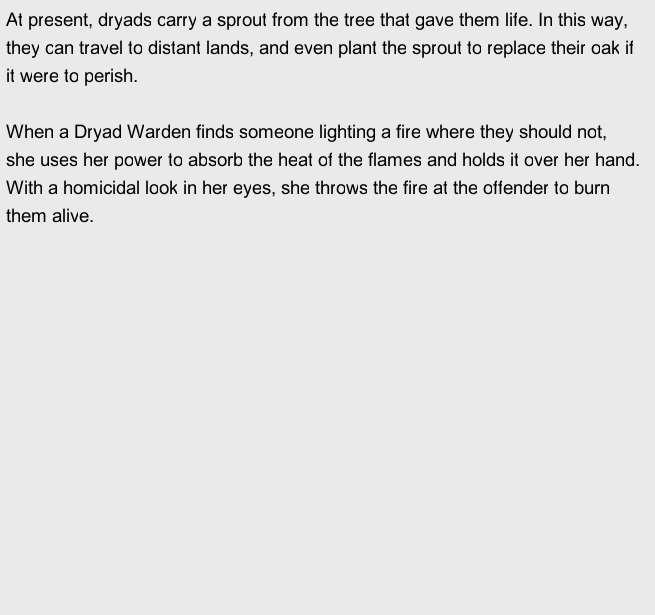 At present, dryads carry a sprout from the tree that gave them life. In this way,
they can travel to distant lands, and even plant the sprout to replace their oak if
it were to perish.

When a Dryad Warden finds someone lighting a fire where they should not,
she uses her power to absorb the heat of the flames and holds it over her hand.
With a homicidal look in her eyes, she throws the fire at the offender to burn
them alive.